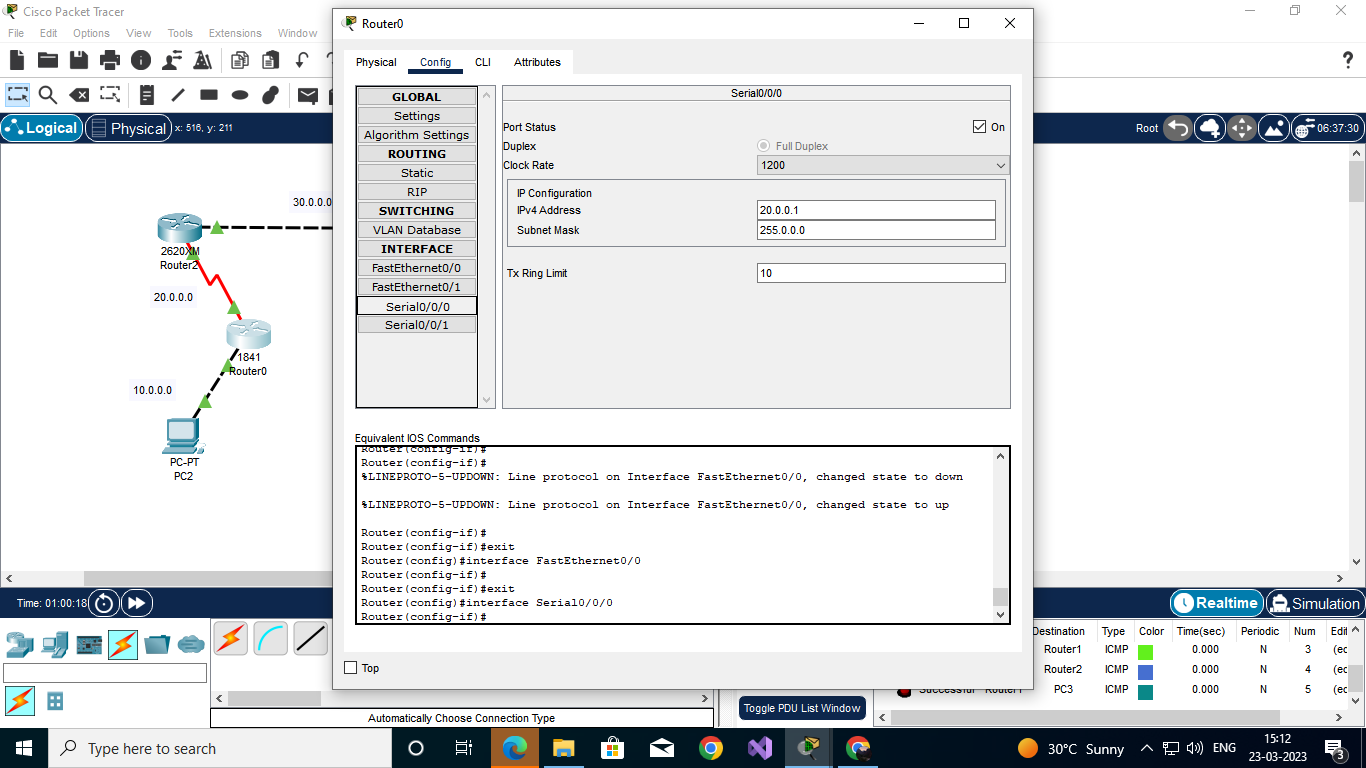 Cisco Packet Tracer
File Edit Options View Tools Extensions Window
Logical
Physical
x: 516, y: 211
Root
06:37:30
30.0.0.0
2620XM
Router2
20.0.0.0
1841
Router0
10.0.0.0
PC-PT
PC2
Router0
Physical Config CLI Attributes
GLOBAL
Settings
Algorithm Settings
ROUTING
Static
RIP
SWITCHING
VLAN Database
INTERFACE
FastEthernet0/0
FastEthernet0/1
Serial0/0/0
Serial0/0/1
Serial0/0/0
Port Status On
Duplex Full Duplex
Clock Rate 1200
IP Configuration
IPv4 Address 20.0.0.1
Subnet Mask 255.0.0.0
Tx Ring Limit 10
Equivalent IOS Commands
Router(config-if)#
Router(config-if)#
%LINEPROTO-5-UPDOWN: Line protocol on Interface FastEthernet0/0, changed state to down
%LINEPROTO-5-UPDOWN: Line protocol on Interface FastEthernet0/0, changed state to up
Router(config-if)#
Router(config-if)#exit
Router(config)#interface FastEthernet0/0
Router(config-if)#
Router(config-if)#exit
Router(config)#interface Serial0/0/0
Router(config-if)#
Top
Time: 01:00:18
Realtime
Simulation
Destination Type Color Time(sec) Periodic Num Edit
Router1 ICMP 0.000 N 3 (ed
Router2 ICMP 0.000 N 4 (ed
Successful Router1 PC3 ICMP 0.000 N 5 (ed
Automatically Choose Connection Type
Toggle PDU List Window
Type here to search
30°C Sunny
ENG
15:12
23-03-2023
3